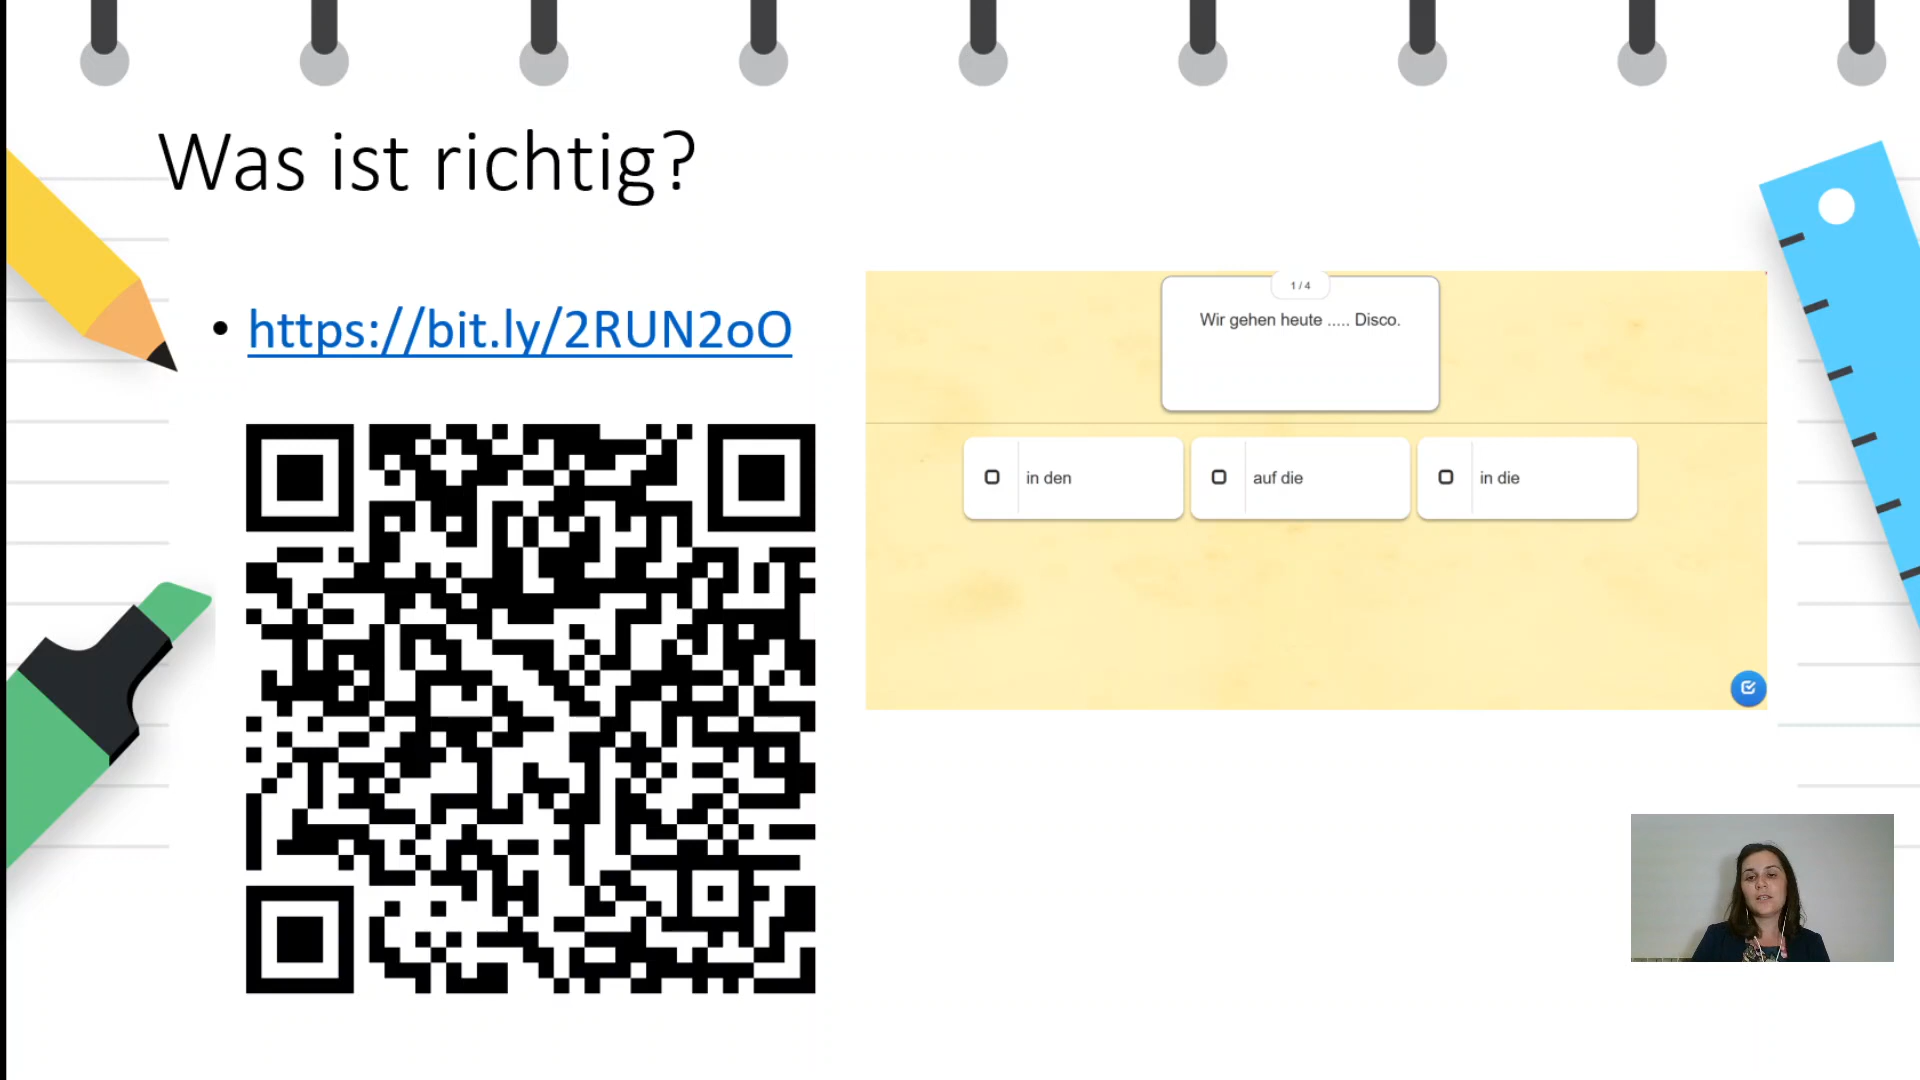 Was ist richtig?
• https://bit.ly/2RUN2oO
1 / 4
Wir gehen heute ..... Disco.
in den
auf die
in die